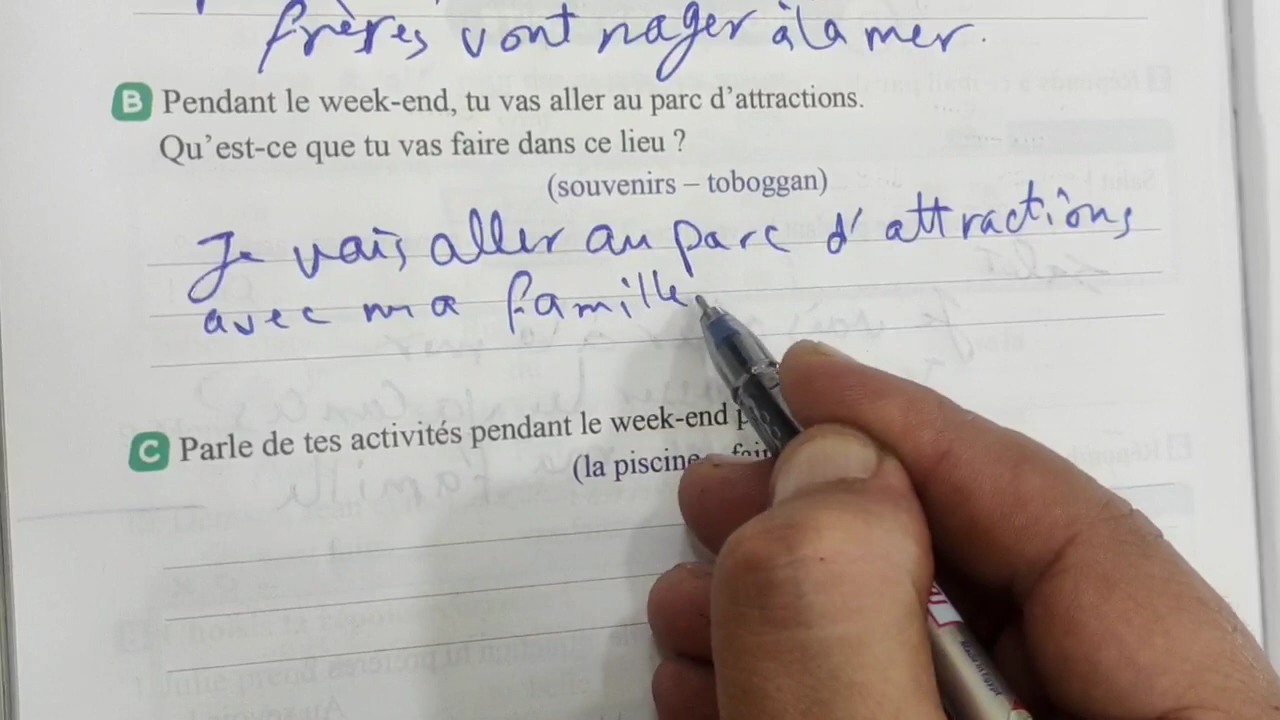 frères vont nager à la mer.
B Pendant le week-end, tu vas aller au parc d'attractions.
Qu'est-ce que tu vas faire dans ce lieu ?
(souvenirs – toboggan)
Je vais aller au parc d'attractions
avec ma famille
C Parle de tes activités pendant le week-end
(la piscine